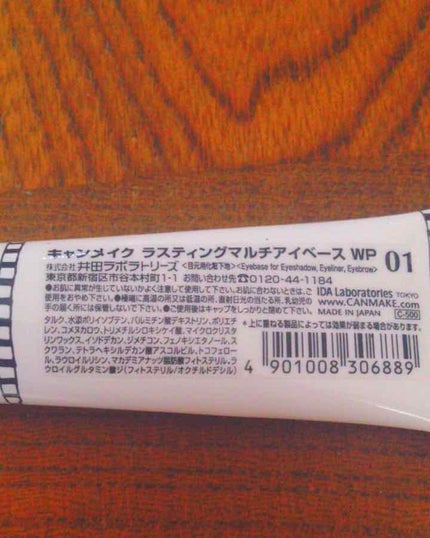 キャンメイク ラスティングマルチアイベース WP 01
株式会社 井田ラボラトリーズ <目元用化粧下地><Eyebase for Eyeshadow, Eyeliner, Eyebrow>
東京都新宿区市谷本村町1-1 お問い合わせ先 0120-44-1184
●お肌に異常が生じていないかよく注意して使用して下さい。お肌に合わないときは、ご
使用をおやめ下さい。●極端に高温の所又は低温の所、直射日光の当たる所、乳幼児の
手の届く所には保管しないで下さい。●ご使用後はキャップをしっかりと閉めて下さい。
IDA Laboratories TOKYO
www.CANMAKE.com
MADE IN JAPAN C-500
*上に重ねる製品によっては効果が弱まる場合があります。
タルク、水添ポリイソブテン、パルミチン酸デキストリン、ポリエチ
レン、コメヌカロウ、トリメチルシロキシケイ酸、マイクロクリスタ
リンワックス、イソドデカン、ジメチコン、フェノキシエタノール、ス
クワラン、テトラヘキシルデカン酸アスコルビル、トコフェロ
ール、ラウロイルリシン、マカデミアナッツ脂肪酸フィトステリル、ラ
ウロイルグルタミン酸ジ(フィトステリル/オクチルドデシル)
4 901008 306889